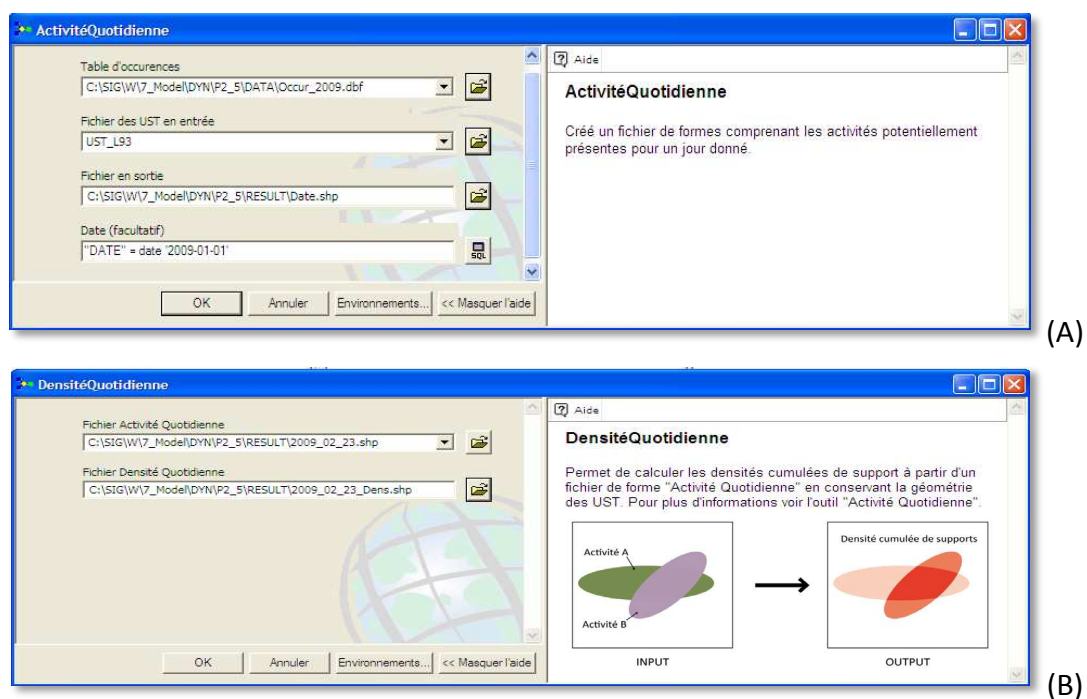 ActivitéQuotidienne
Table d'occurences
C:\SIG\W\7_Model\DYN\P2_5\DATA\Occur_2009.dbf
Fichier des UST en entrée
UST_L93
Fichier en sortie
C:\SIG\W\7_Model\DYN\P2_5\RESULT\Date.shp
Date (facultatif)
"DATE" = date '2009-01-01'
SQL
OK
Annuler
Environnements...
<< Masquer l'aide
Aide
ActivitéQuotidienne
Créé un fichier de formes comprenant les activités potentiellement
présentes pour un jour donné.
(A)
DensitéQuotidienne
Fichier Activité Quotidienne
C:\SIG\W\7_Model\DYN\P2_5\RESULT\2009_02_23.shp
Fichier Densité Quotidienne
C:\SIG\W\7_Model\DYN\P2_5\RESULT\2009_02_23_Dens.shp
OK
Annuler
Environnements...
<< Masquer l'aide
Aide
DensitéQuotidienne
Permet de calculer les densités cumulées de support à partir d'un
fichier de forme "Activité Quotidienne" en conservant la géométrie
des UST. Pour plus d'informations voir l'outil "Activité Quotidienne".
Activité A
Activité B
INPUT
Densité cumulée de supports
OUTPUT
(B)